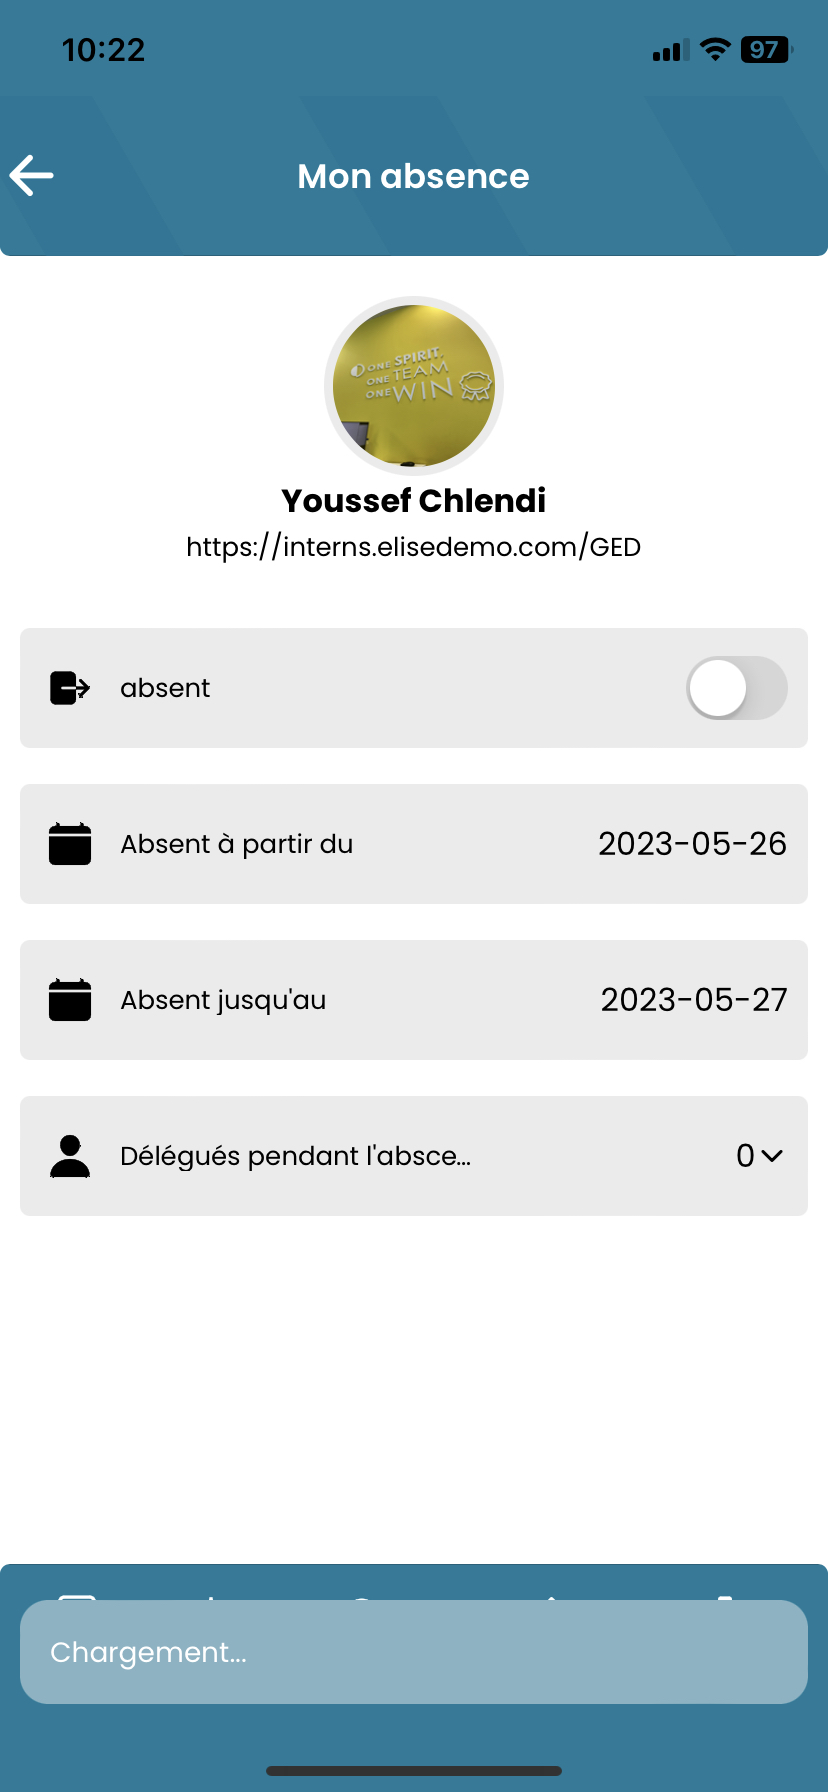 10:22
97
Mon absence
ONE SPIRIT,
ONE TEAM
ONE WIN
Youssef Chlendi
https://interns.elisedemo.com/GED
absent
Absent à partir du 2023-05-26
Absent jusqu'au 2023-05-27
Délégués pendant l'absce... 0
Chargement...